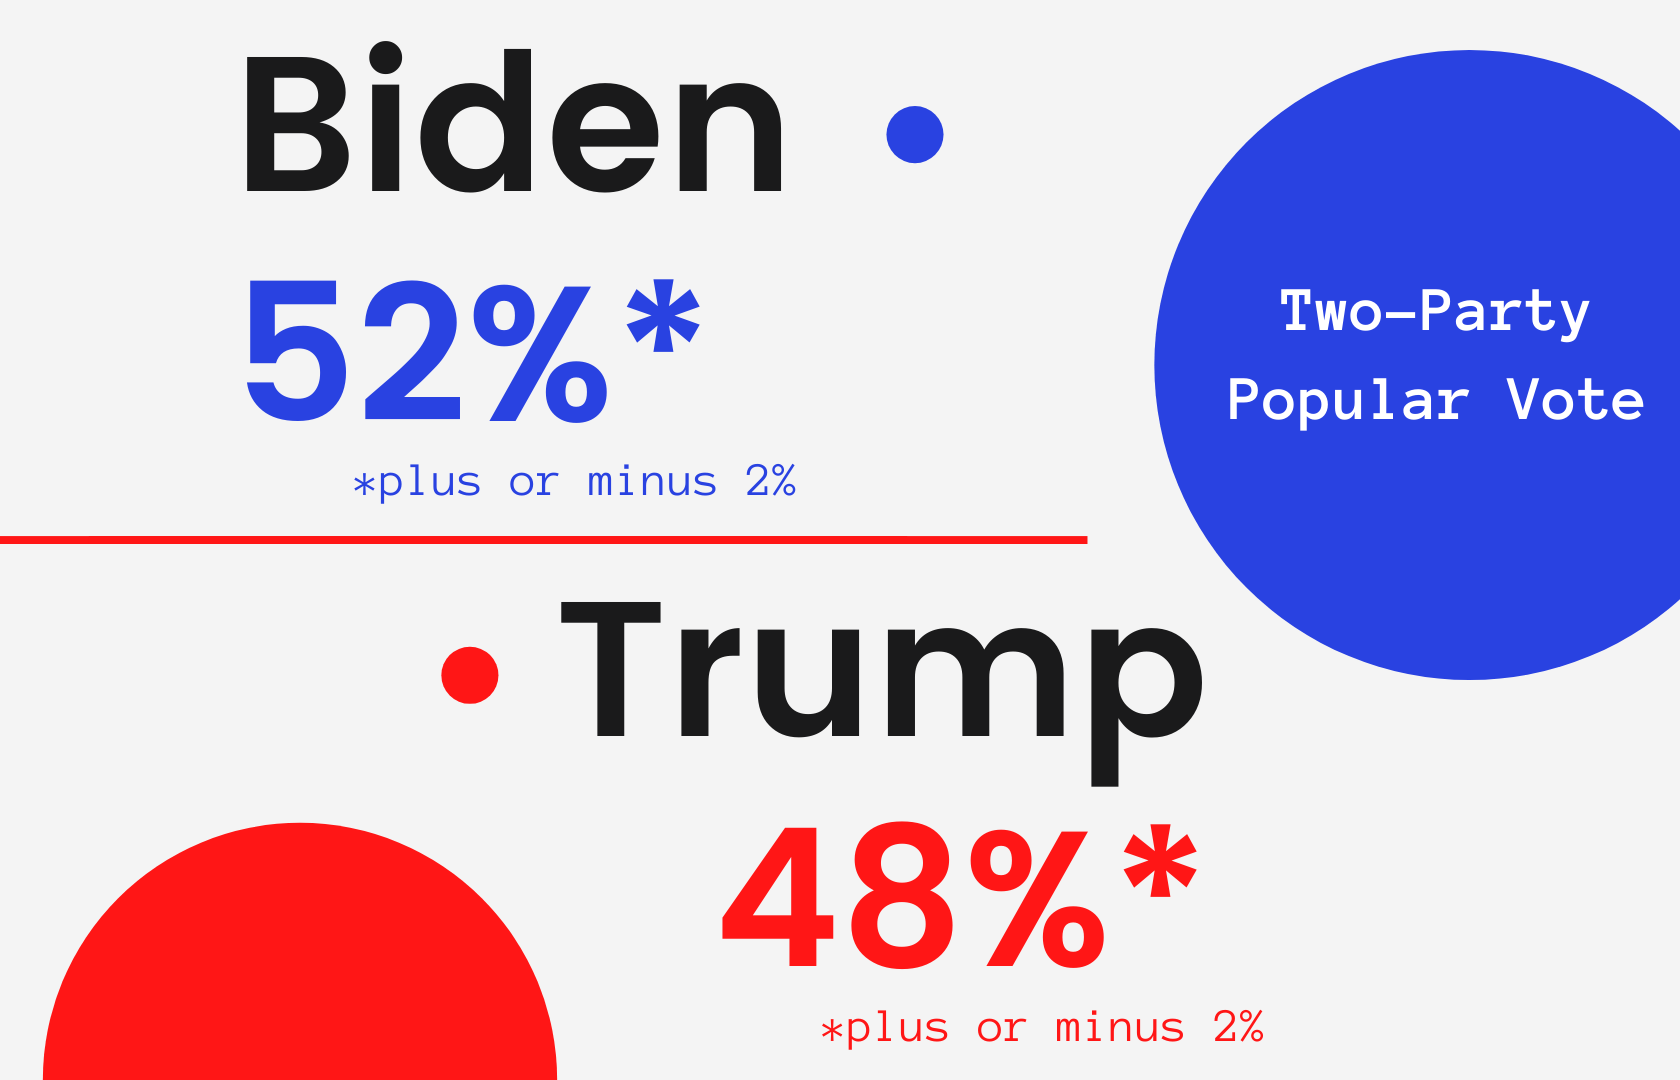 Biden
52%*
*plus or minus 2%
Two-Party
Popular Vote
Trump
48%*
*plus or minus 2%